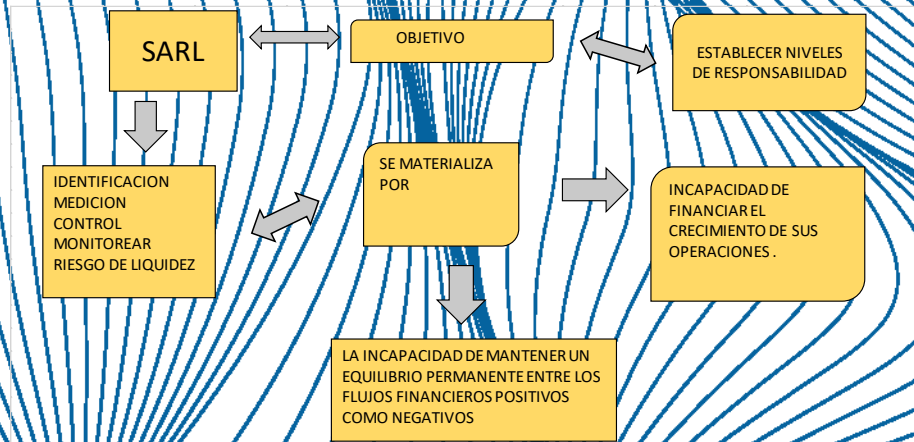 SARL
OBJETIVO
ESTABLECER NIVELES
DE RESPONSABILIDAD
IDENTIFICACION
MEDICION
CONTROL
MONITOREAR
RIESGO DE LIQUIDEZ
SE MATERIALIZA
POR
INCAPACIDAD DE
FINANCIAR EL
CRECIMIENTO DE SUS
OPERACIONES .
LA INCAPACIDAD DE MANTENER UN
EQUILIBRIO PERMANENTE ENTRE LOS
FLUJOS FINANCIEROS POSITIVOS
COMO NEGATIVOS